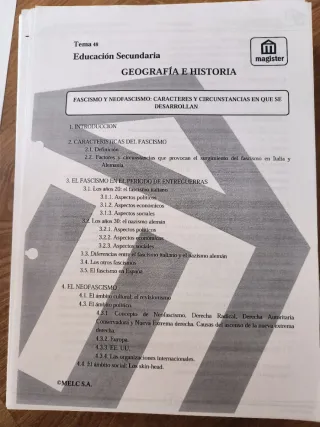 Tema 48
Educación Secundaria
magister
GEOGRAFÍA E HISTORIA
FASCISMO Y NEOFASCISMO: CARACTERES Y CIRCUNSTANCIAS EN QUE SE
DESARROLLAN
1. INTRODUCCIÓN
2. CARACTERÍSTICAS DEL FASCISMO
2.1. Definición
2.2. Factores y circunstancias que provocan el surgimiento del fascismo en Italia y
Alemania
3. EL FASCISMO EN EL PERIODO DE ENTREGUERRAS
3.1. Los años 20: el fascismo italiano
3.1.1. Aspectos políticos
3.1.2. Aspectos económicos
3.1.3. Aspectos sociales
3.2. Los años 30: el nazismo alemán
3.2.1. Aspectos políticos
3.2.2. Aspectos económicos
3.2.3. Aspectos sociales
3.3. Diferencias entre el fascismo italiano y el nazismo alemán
3.4. Los otros fascismos
3.5. El fascismo en España
4. EL NEOFASCISMO
4.1. El ámbito cultural: el revisionismo
4.3. El ámbito político
4.2.1. Concepto de Neofascismo, Derecha Radical, Derecha Autoritaria
Conservadora y Nueva Extrema derecha. Causas del ascenso de la nueva extrema
derecha.
4.3.2. Europa
4.3.3. EE. UU.
4.3.4. Las organizaciones internacionales.
4.4. El ámbito social: Los skin-head.
©MELC S.A.